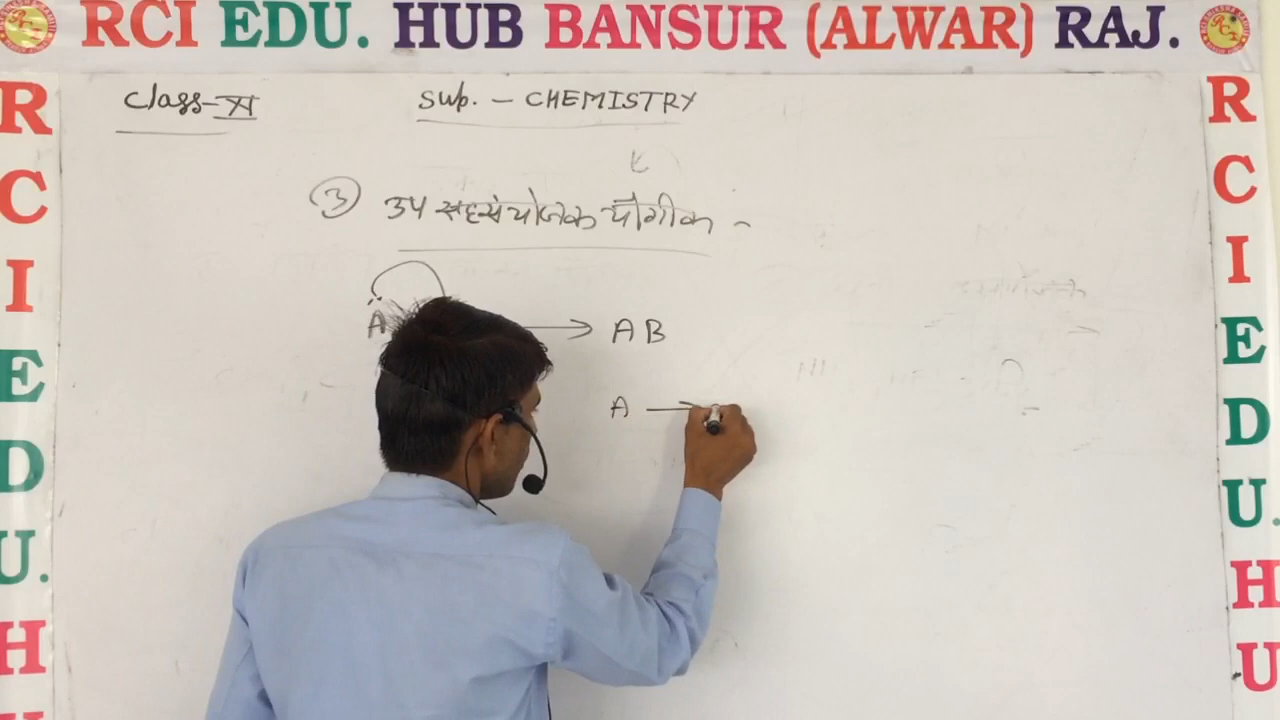 RCI EDU. HUB BANSUR (ALWAR) RAJ.
Class-XI Sub. - CHEMISTRY
③ उप सहसंयोजक यौगीक -
Ä → AB
A —
R
C
I
E
D
U.
H
R
C
I
E
D
U.
H
U